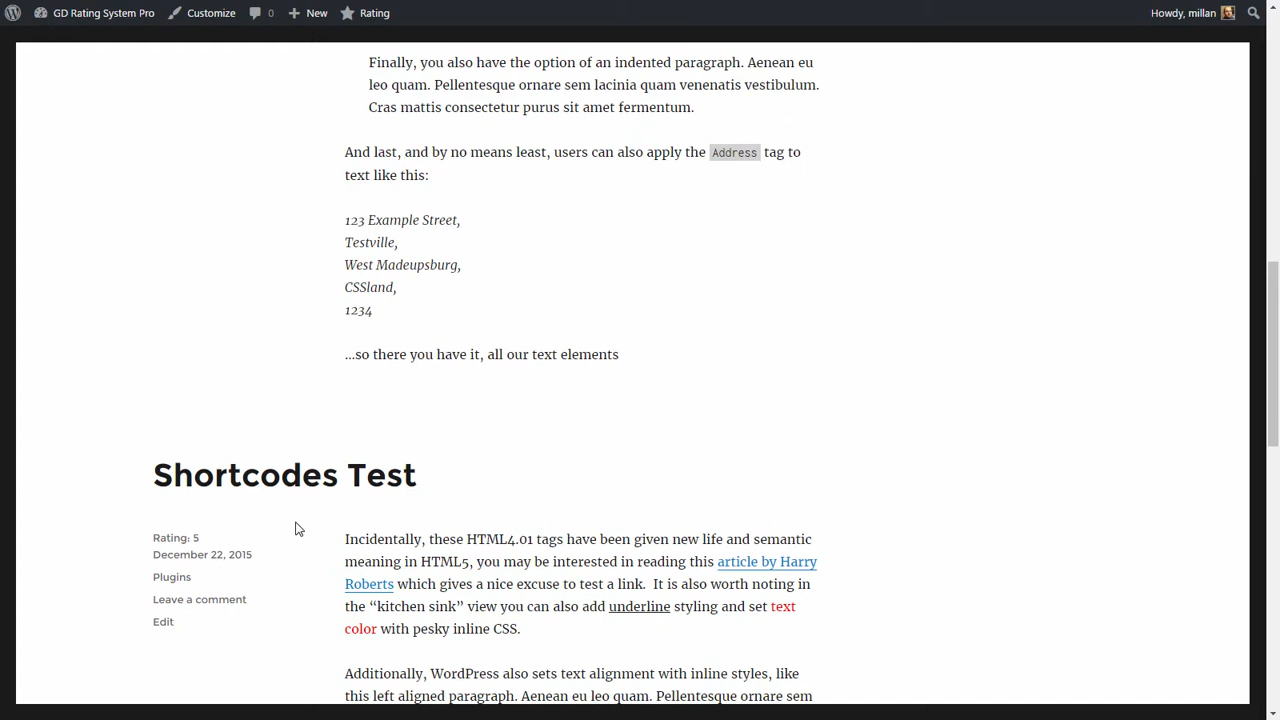 GD Rating System Pro Customize 0 New Rating Howdy, millan
Finally, you also have the option of an indented paragraph. Aenean eu
leo quam. Pellentesque ornare sem lacinia quam venenatis vestibulum.
Cras mattis consectetur purus sit amet fermentum.
And last, and by no means least, users can also apply the Address tag to
text like this:
123 Example Street,
Testville,
West Madeupsburg,
CSSland,
1234
…so there you have it, all our text elements
Shortcodes Test
Rating: 5
December 22, 2015
Plugins
Leave a comment
Edit
Incidentally, these HTML4.01 tags have been given new life and semantic
meaning in HTML5, you may be interested in reading this article by Harry
Roberts which gives a nice excuse to test a link.  It is also worth noting in
the “kitchen sink” view you can also add underline styling and set text
color with pesky inline CSS.
Additionally, WordPress also sets text alignment with inline styles, like
this left aligned paragraph. Aenean eu leo quam. Pellentesque ornare sem